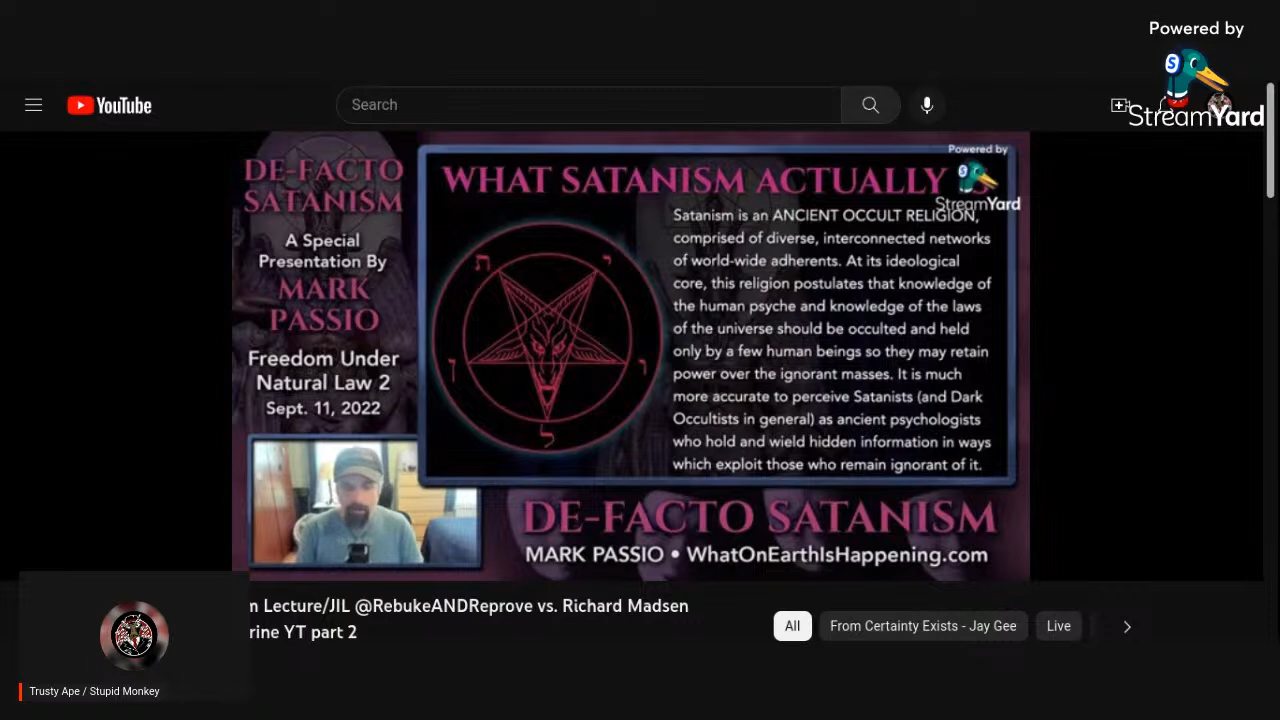 Powered by
StreamYard
YouTube
Search
DE-FACTO
SATANISM
A Special
Presentation By
MARK
PASSIO
Freedom Under
Natural Law 2
Sept. 11, 2022
Powered by
StreamYard
WHAT SATANISM ACTUALLY
Satanism is an ANCIENT OCCULT RELIGION,
comprised of diverse, interconnected networks
of world-wide adherents. At its ideological
core, this religion postulates that knowledge of
the human psyche and knowledge of the laws
of the universe should be occulted and held
only by a few human beings so they may retain
power over the ignorant masses. It is much
more accurate to perceive Satanists (and Dark
Occultists in general) as ancient psychologists
who hold and wield hidden information in ways
which exploit those who remain ignorant of it.
DE-FACTO SATANISM
MARK PASSIO • WhatOnEarthIsHappening.com
Lecture/JIL @RebukeANDReprove vs. Richard Madsen
YT part 2
All
From Certainty Exists - Jay Gee
Live
Trusty Ape / Stupid Monkey